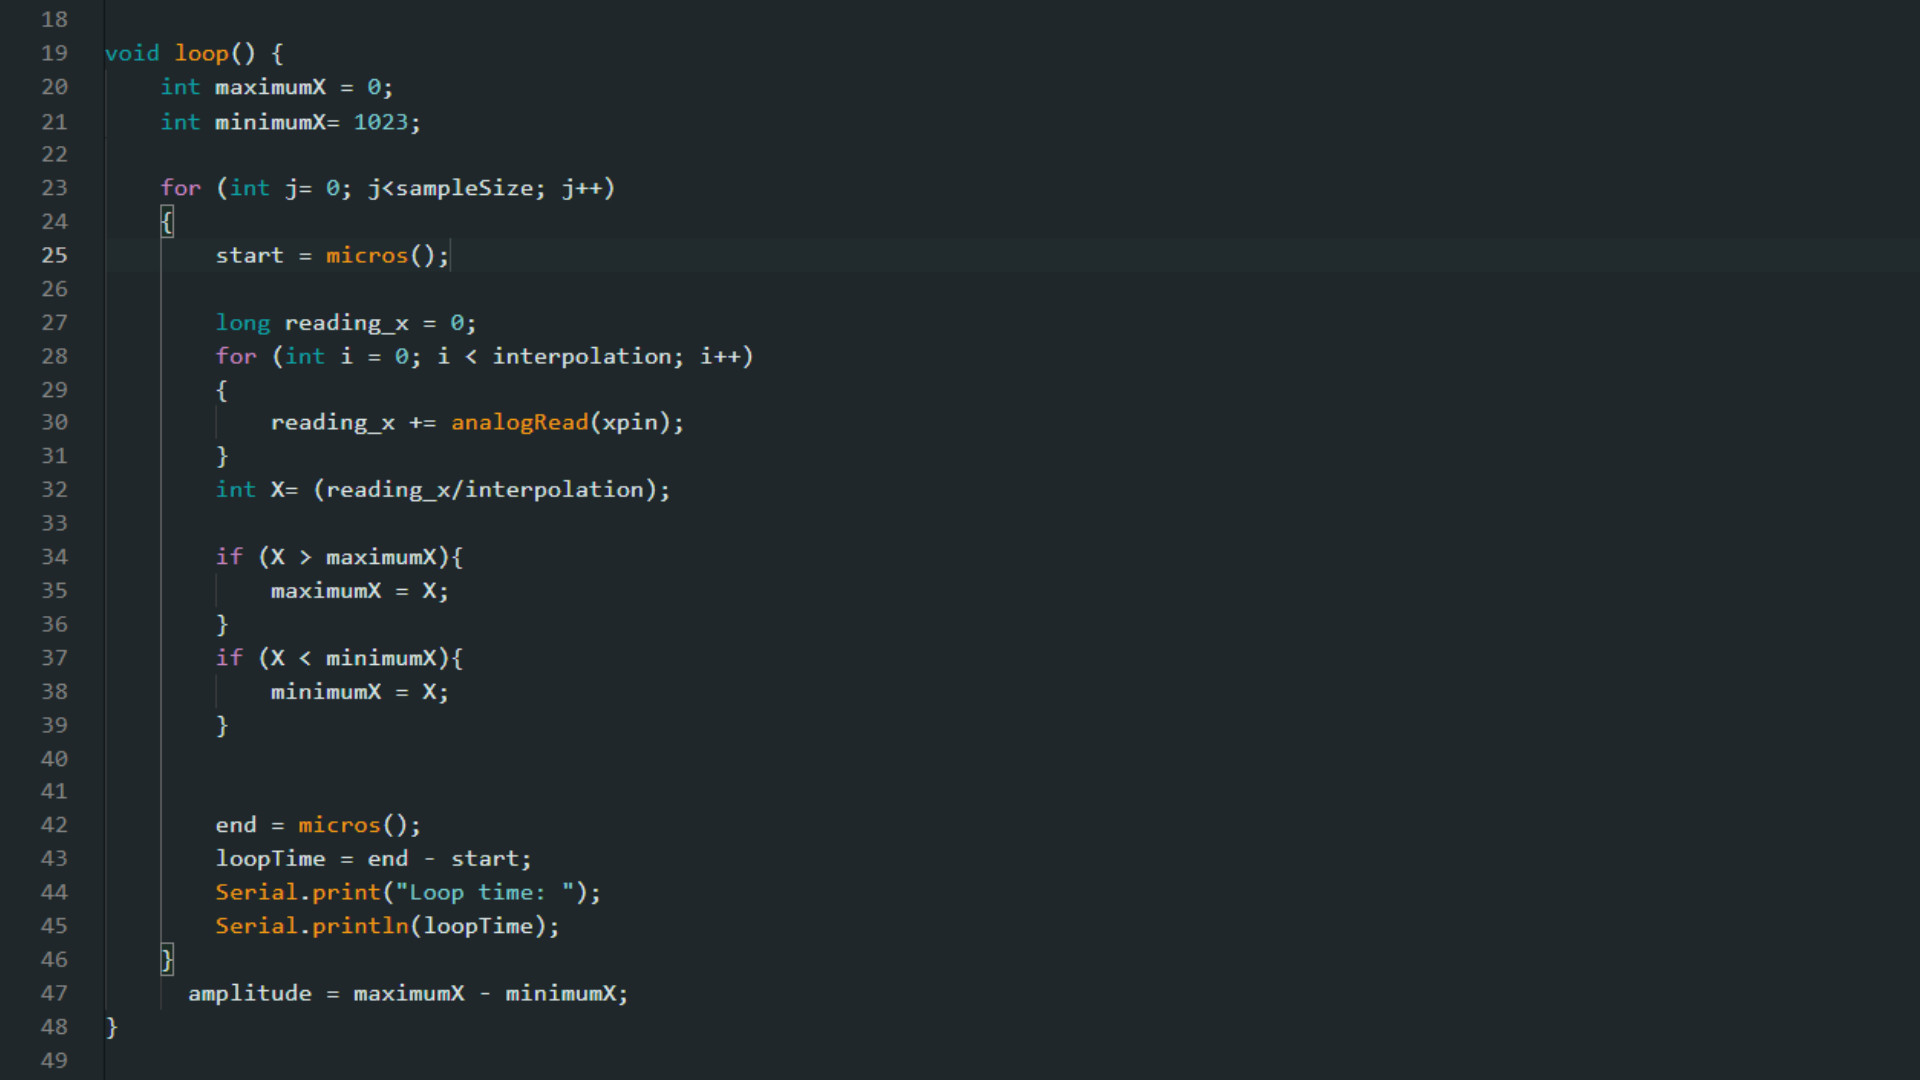 18
19 void loop() {
20     int maximumX = 0;
21     int minimumX= 1023;
22
23     for (int j= 0; j<sampleSize; j++)
24     {
25         start = micros();
26
27         long reading_x = 0;
28         for (int i = 0; i < interpolation; i++)
29         {
30             reading_x += analogRead(xpin);
31         }
32         int X= (reading_x/interpolation);
33
34         if (X > maximumX){
35             maximumX = X;
36         }
37         if (X < minimumX){
38             minimumX = X;
39         }
40
41
42         end = micros();
43         loopTime = end - start;
44         Serial.print("Loop time: ");
45         Serial.println(loopTime);
46     }
47       amplitude = maximumX - minimumX;
48 }
49